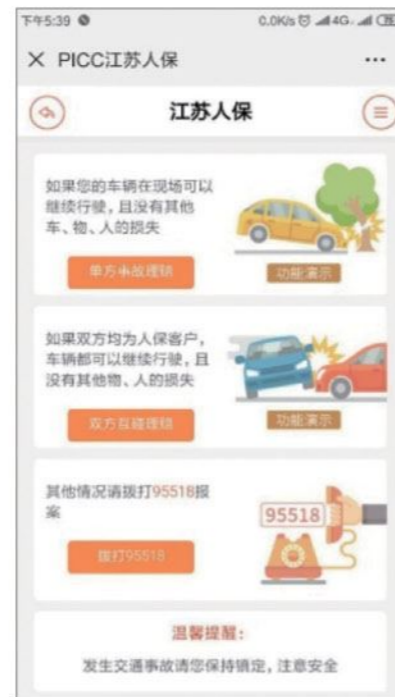 下午5:39
0.0K/s 4G
PICC江苏人保
江苏人保
如果您的车辆在现场可以
继续行驶，且没有其他
车、物、人的损失
单方事故理赔
功能演示
如果双方均为人保客户，
车辆都可以继续行驶，且
没有其他物、人的损失
双方互碰理赔
功能演示
其他情况请拨打95518报
案
95518
拨打95518
温馨提醒：
发生交通事故请您保持镇定，注意安全